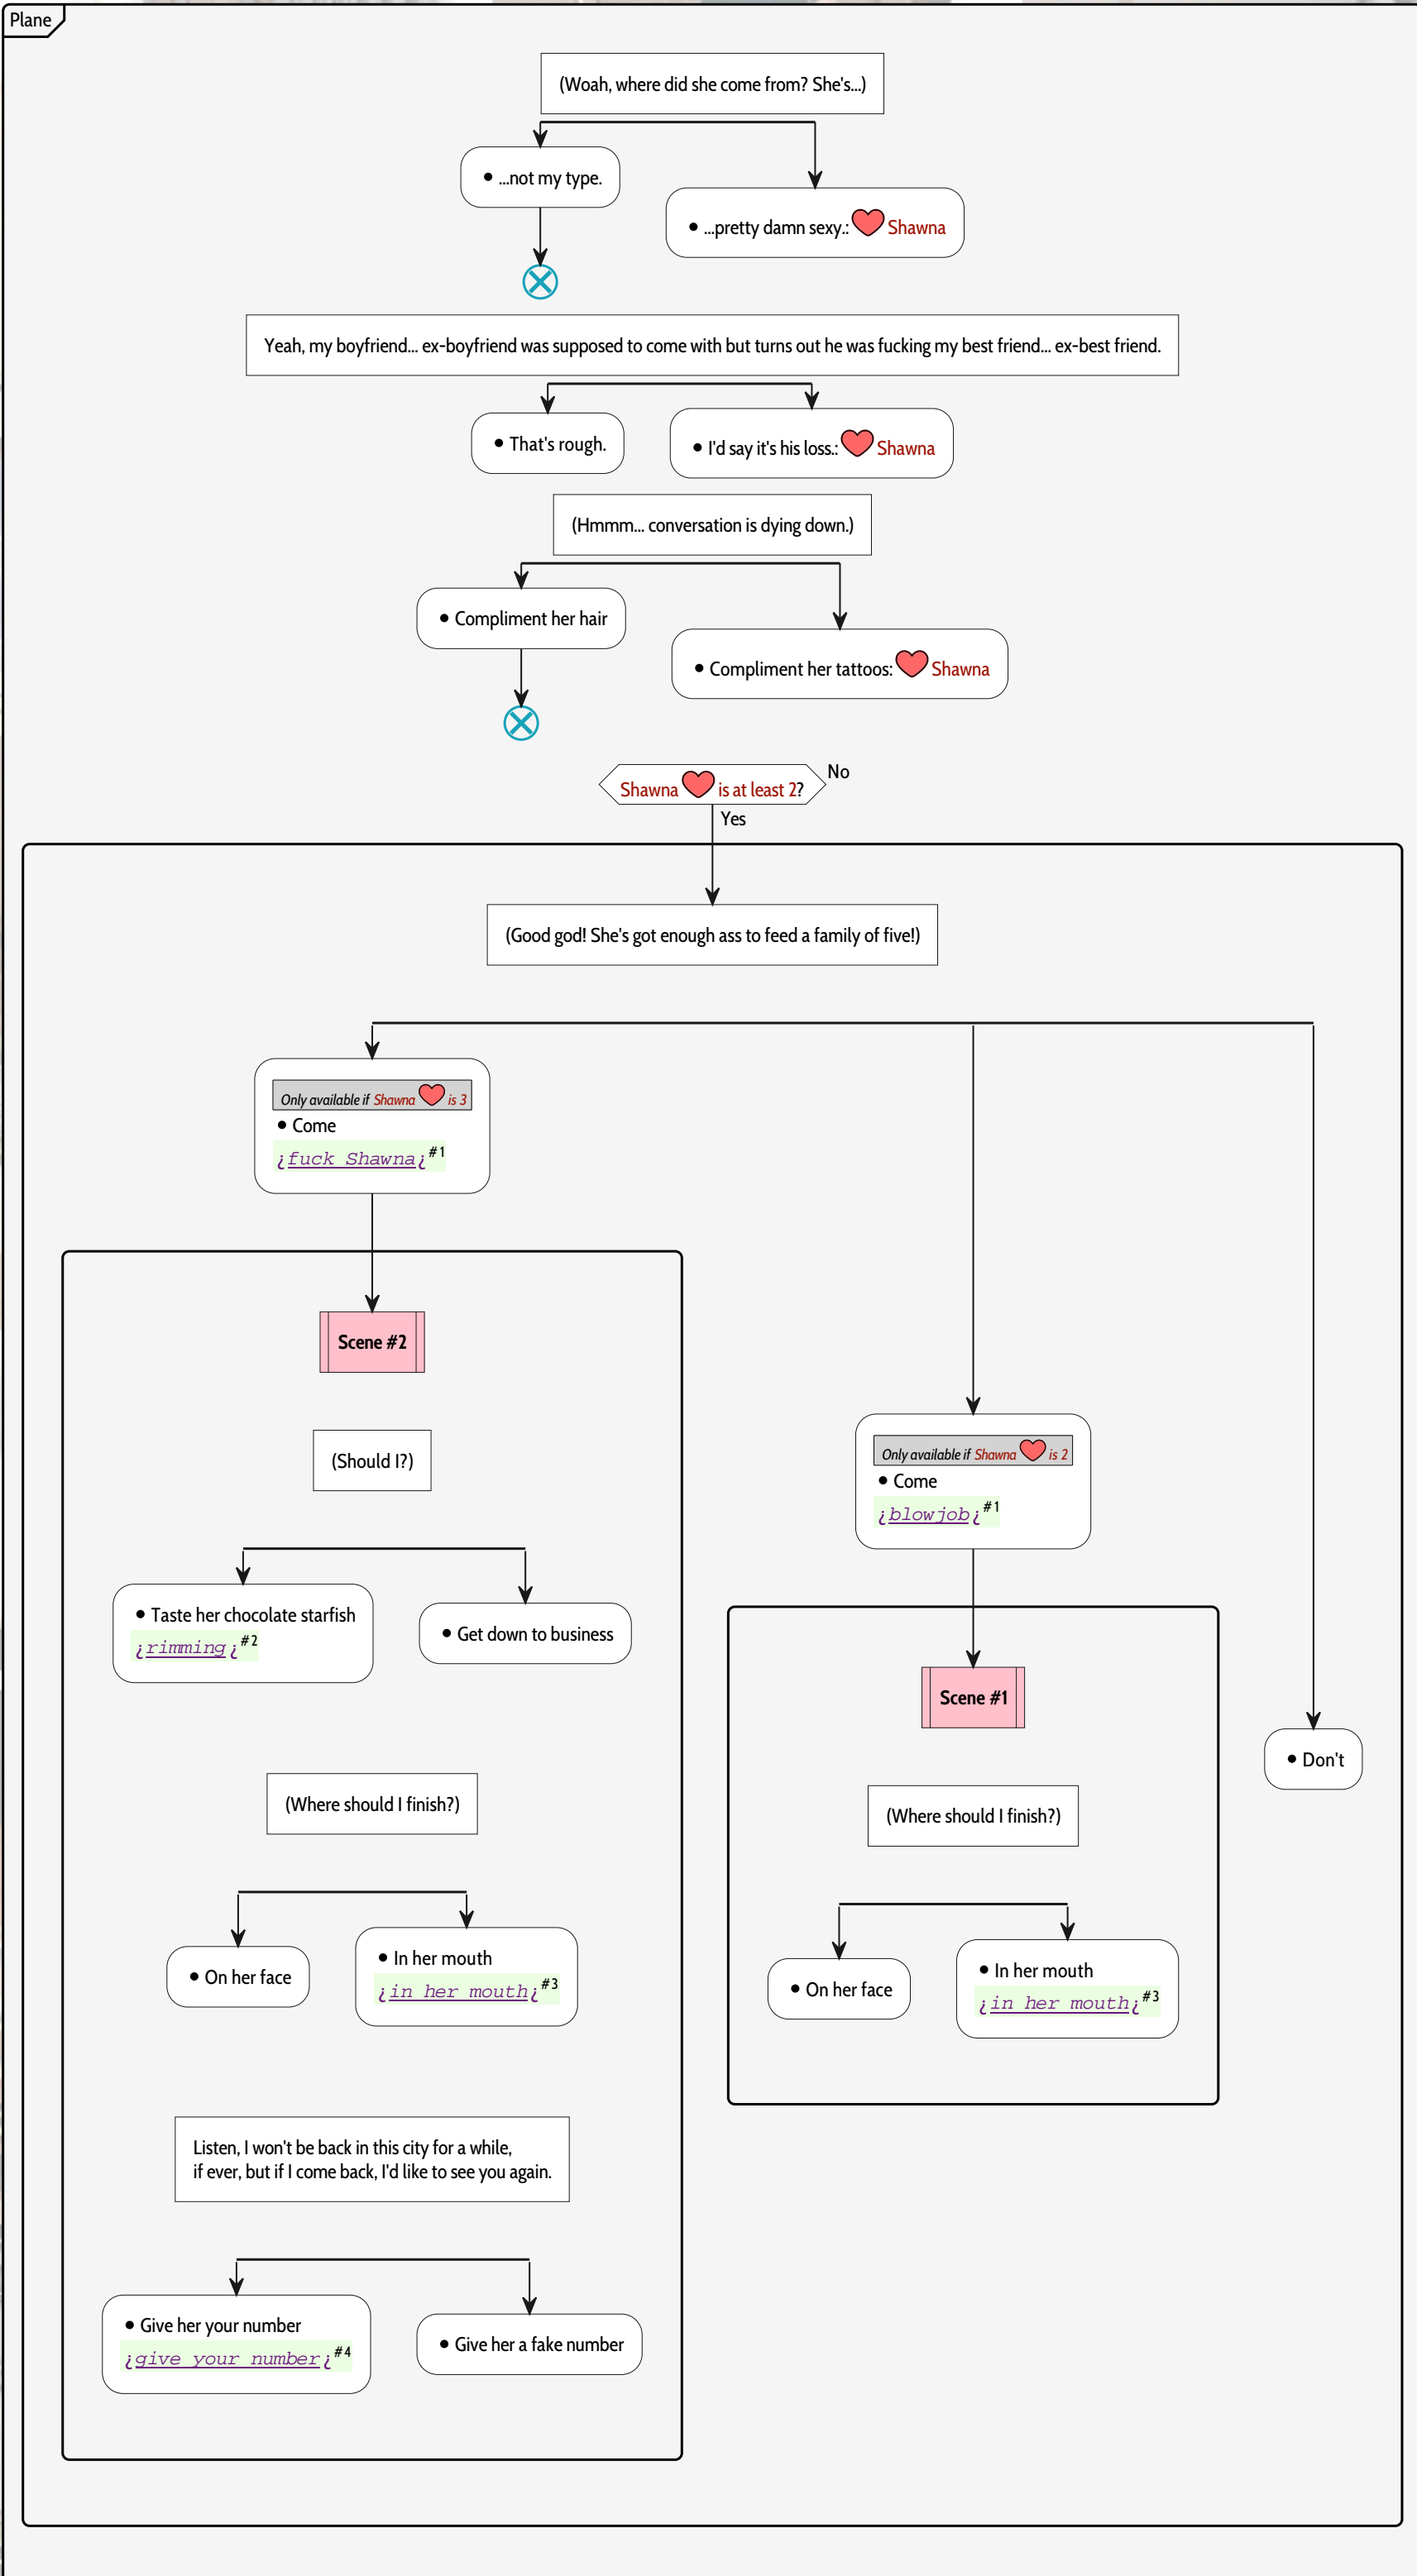 Plane
(Woah, where did she come from? She's...)
• ...not my type.
• ...pretty damn sexy.: Shawna
Yeah, my boyfriend... ex-boyfriend was supposed to come with but turns out he was fucking my best friend... ex-best friend.
• That's rough.
• I'd say it's his loss.: Shawna
(Hmmm... conversation is dying down.)
• Compliment her hair
• Compliment her tattoos: Shawna
Shawna is at least 2?
No
Yes
(Good god! She's got enough ass to feed a family of five!)
Only available if Shawna is 3
• Come
¿fuck Shawna¿#1
Scene #2
(Should I?)
• Taste her chocolate starfish
¿rimming¿#2
• Get down to business
(Where should I finish?)
• On her face
• In her mouth
¿in her mouth¿#3
Listen, I won't be back in this city for a while,
if ever, but if I come back, I'd like to see you again.
• Give her your number
¿give your number¿#4
• Give her a fake number
Only available if Shawna is 2
• Come
¿blowjob¿#1
Scene #1
(Where should I finish?)
• On her face
• In her mouth
¿in her mouth¿#3
• Don't